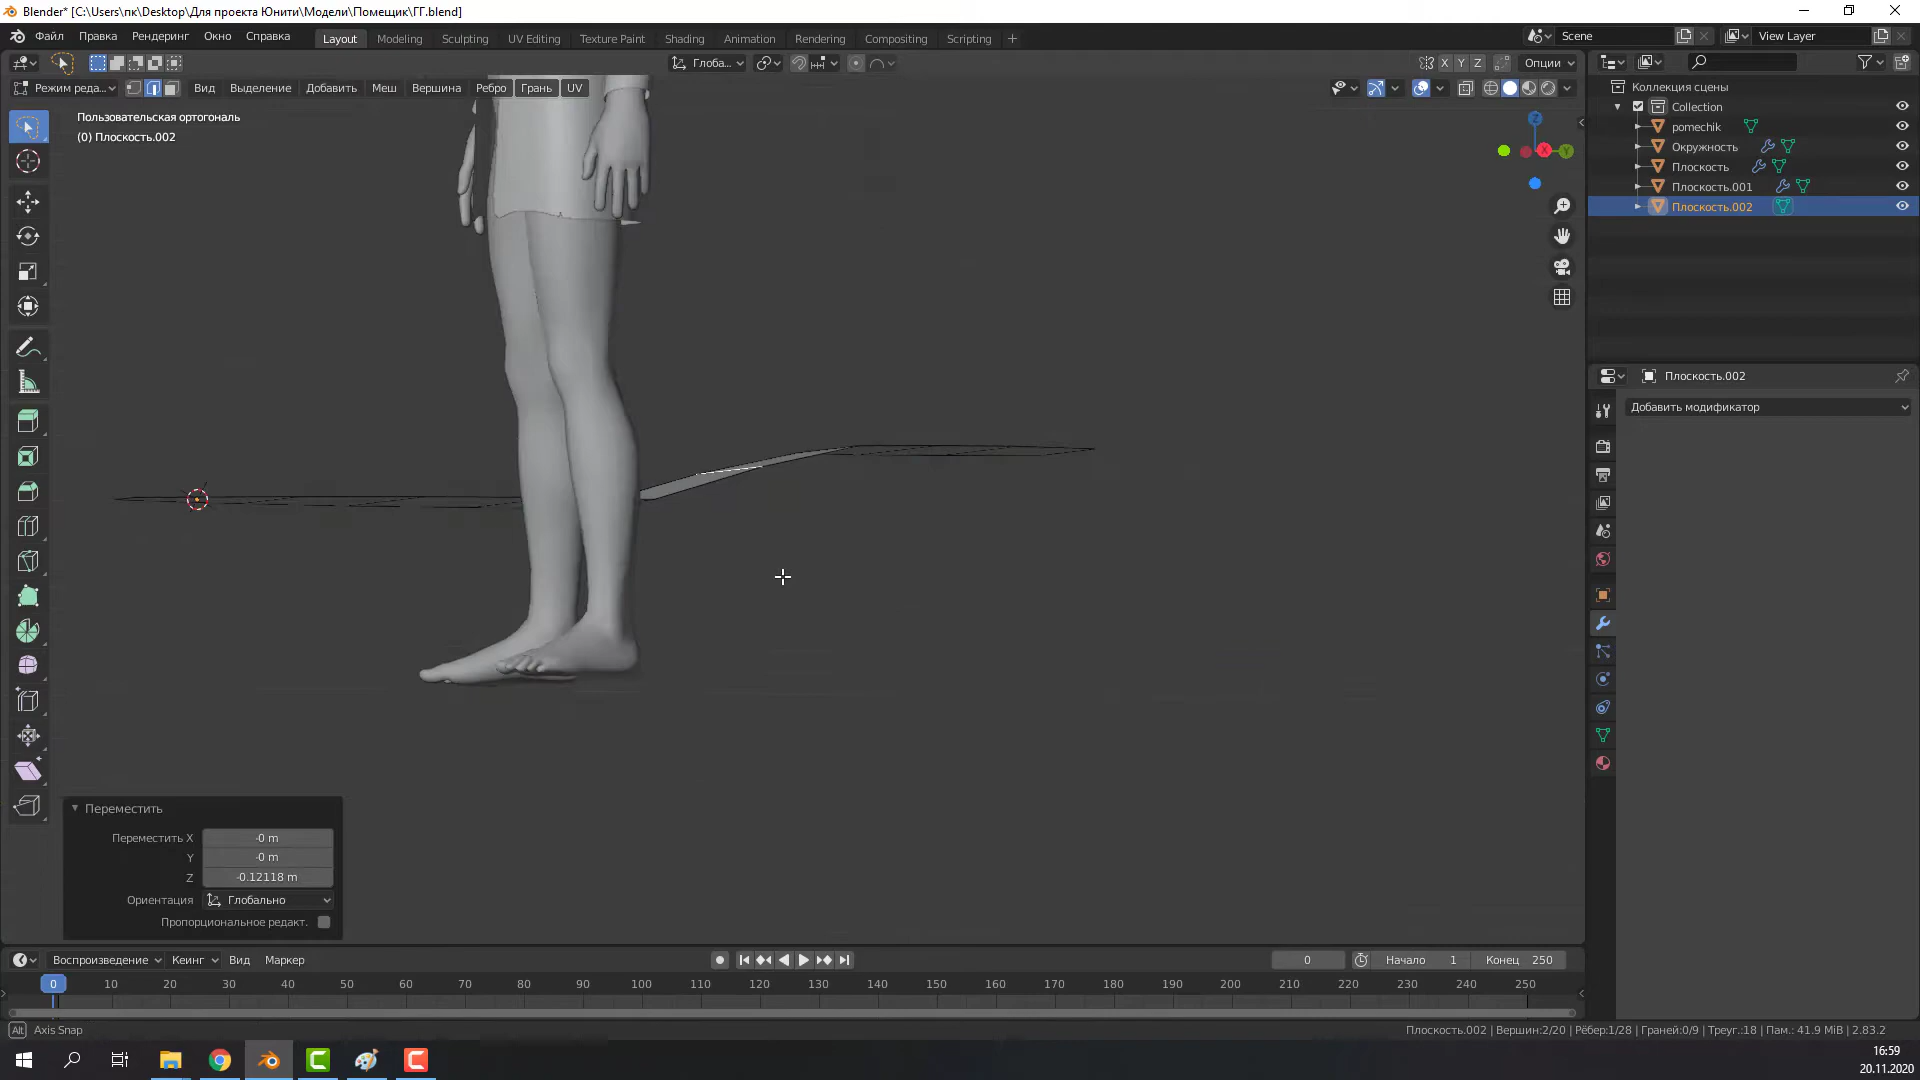 Blender* [C:\Users\пк\Desktop\Для проекта Юнити\Модели\Помещик\ГГ.blend]
Файл Правка Рендеринг Окно Справка Layout Modeling Sculpting UV Editing Texture Paint Shading Animation Rendering Compositing Scripting + Scene View Layer
Глоба... X Y Z Опции
Режим реда... Вид Выделение Добавить Меш Вершина Ребро Грань UV
Пользовательская ортогональ
(0) Плоскость.002
Z
X
Y
Коллекция сцены
Collection
pomechik
Окружность
Плоскость
Плоскость.001
Плоскость.002
Плоскость.002
Добавить модификатор
Переместить
Переместить X -0 m
Y -0 m
Z -0.12118 m
Ориентация Глобально
Пропорциональное редакт.
Воспроизведение Кеинг Вид Маркер 0 Начало 1 Конец 250
0 10 20 30 40 50 60 70 80 90 100 110 120 130 140 150 160 170 180 190 200 210 220 230 240 250
Alt Axis Snap
Плоскость.002 | Вершин:2/20 | Рёбер:1/28 | Граней:0/9 | Треуг.:18 | Пам.: 41.9 MiB | 2.83.2
16:59
20.11.2020